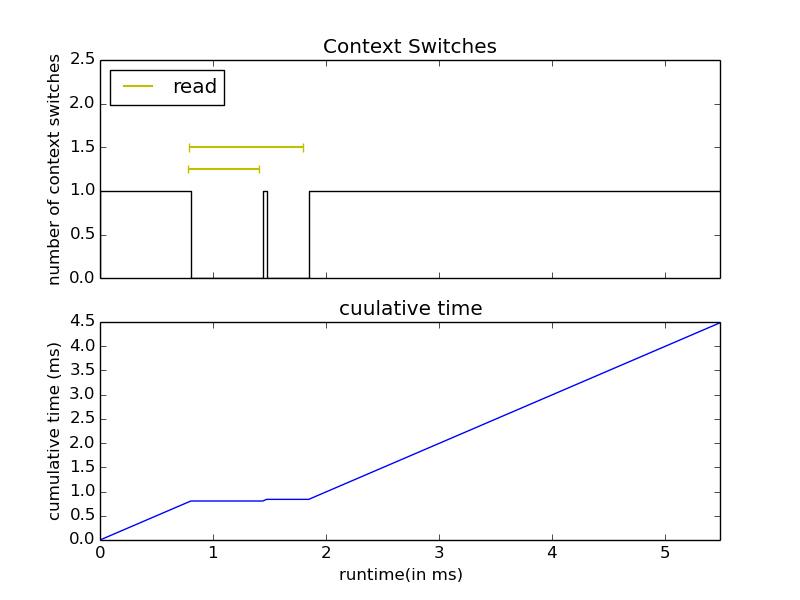 Context Switches
number of context switches
2.5
2.0
1.5
1.0
0.5
0.0
read
cuulative time
cumulative time (ms)
4.5
4.0
3.5
3.0
2.5
2.0
1.5
1.0
0.5
0.0
0 1 2 3 4 5
runtime(in ms)